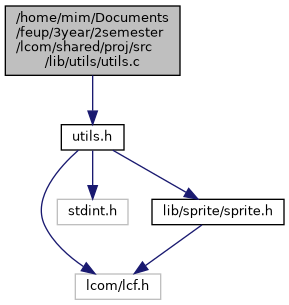 /home/mim/Documents
/feup/3year/2semester
/lcom/shared/proj/src
/lib/utils/utils.c
utils.h
stdint.h
lib/sprite/sprite.h
lcom/lcf.h